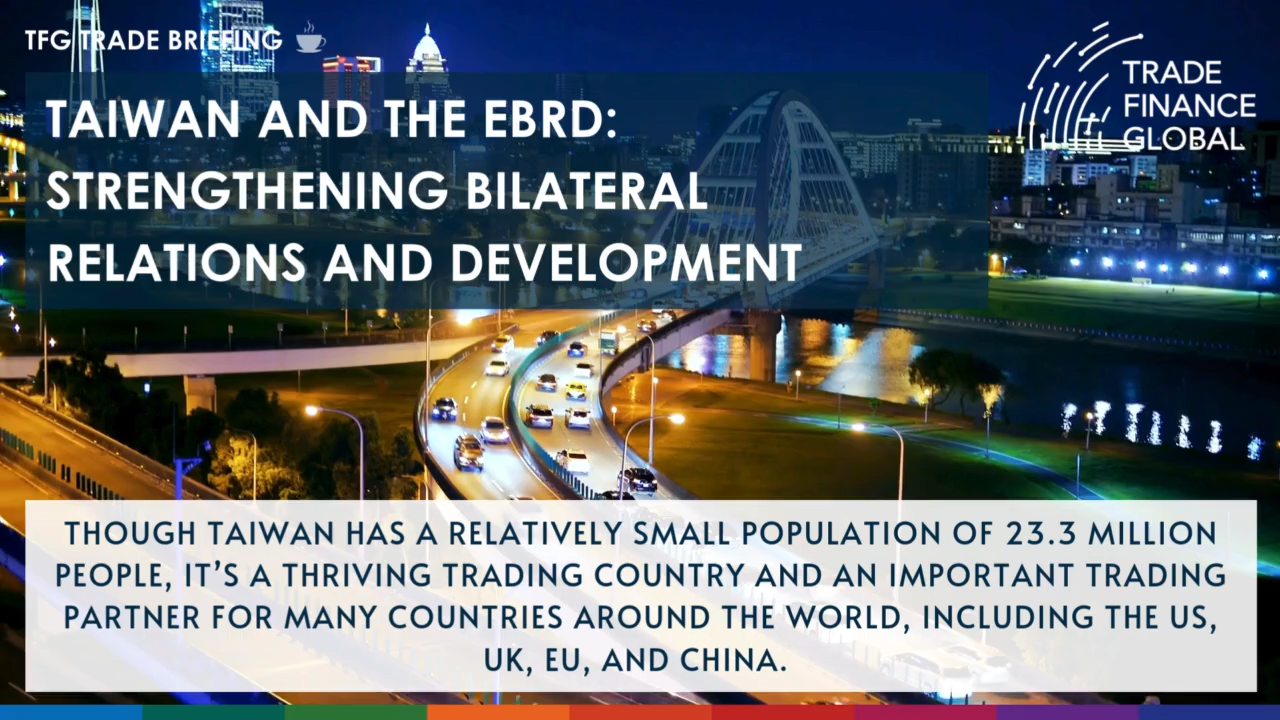 TFG TRADE BRIEFING
TRADE
FINANCE
GLOBAL
TAIWAN AND THE EBRD:
STRENGTHENING BILATERAL
RELATIONS AND DEVELOPMENT
THOUGH TAIWAN HAS A RELATIVELY SMALL POPULATION OF 23.3 MILLION
PEOPLE, IT’S A THRIVING TRADING COUNTRY AND AN IMPORTANT TRADING
PARTNER FOR MANY COUNTRIES AROUND THE WORLD, INCLUDING THE US,
UK, EU, AND CHINA.